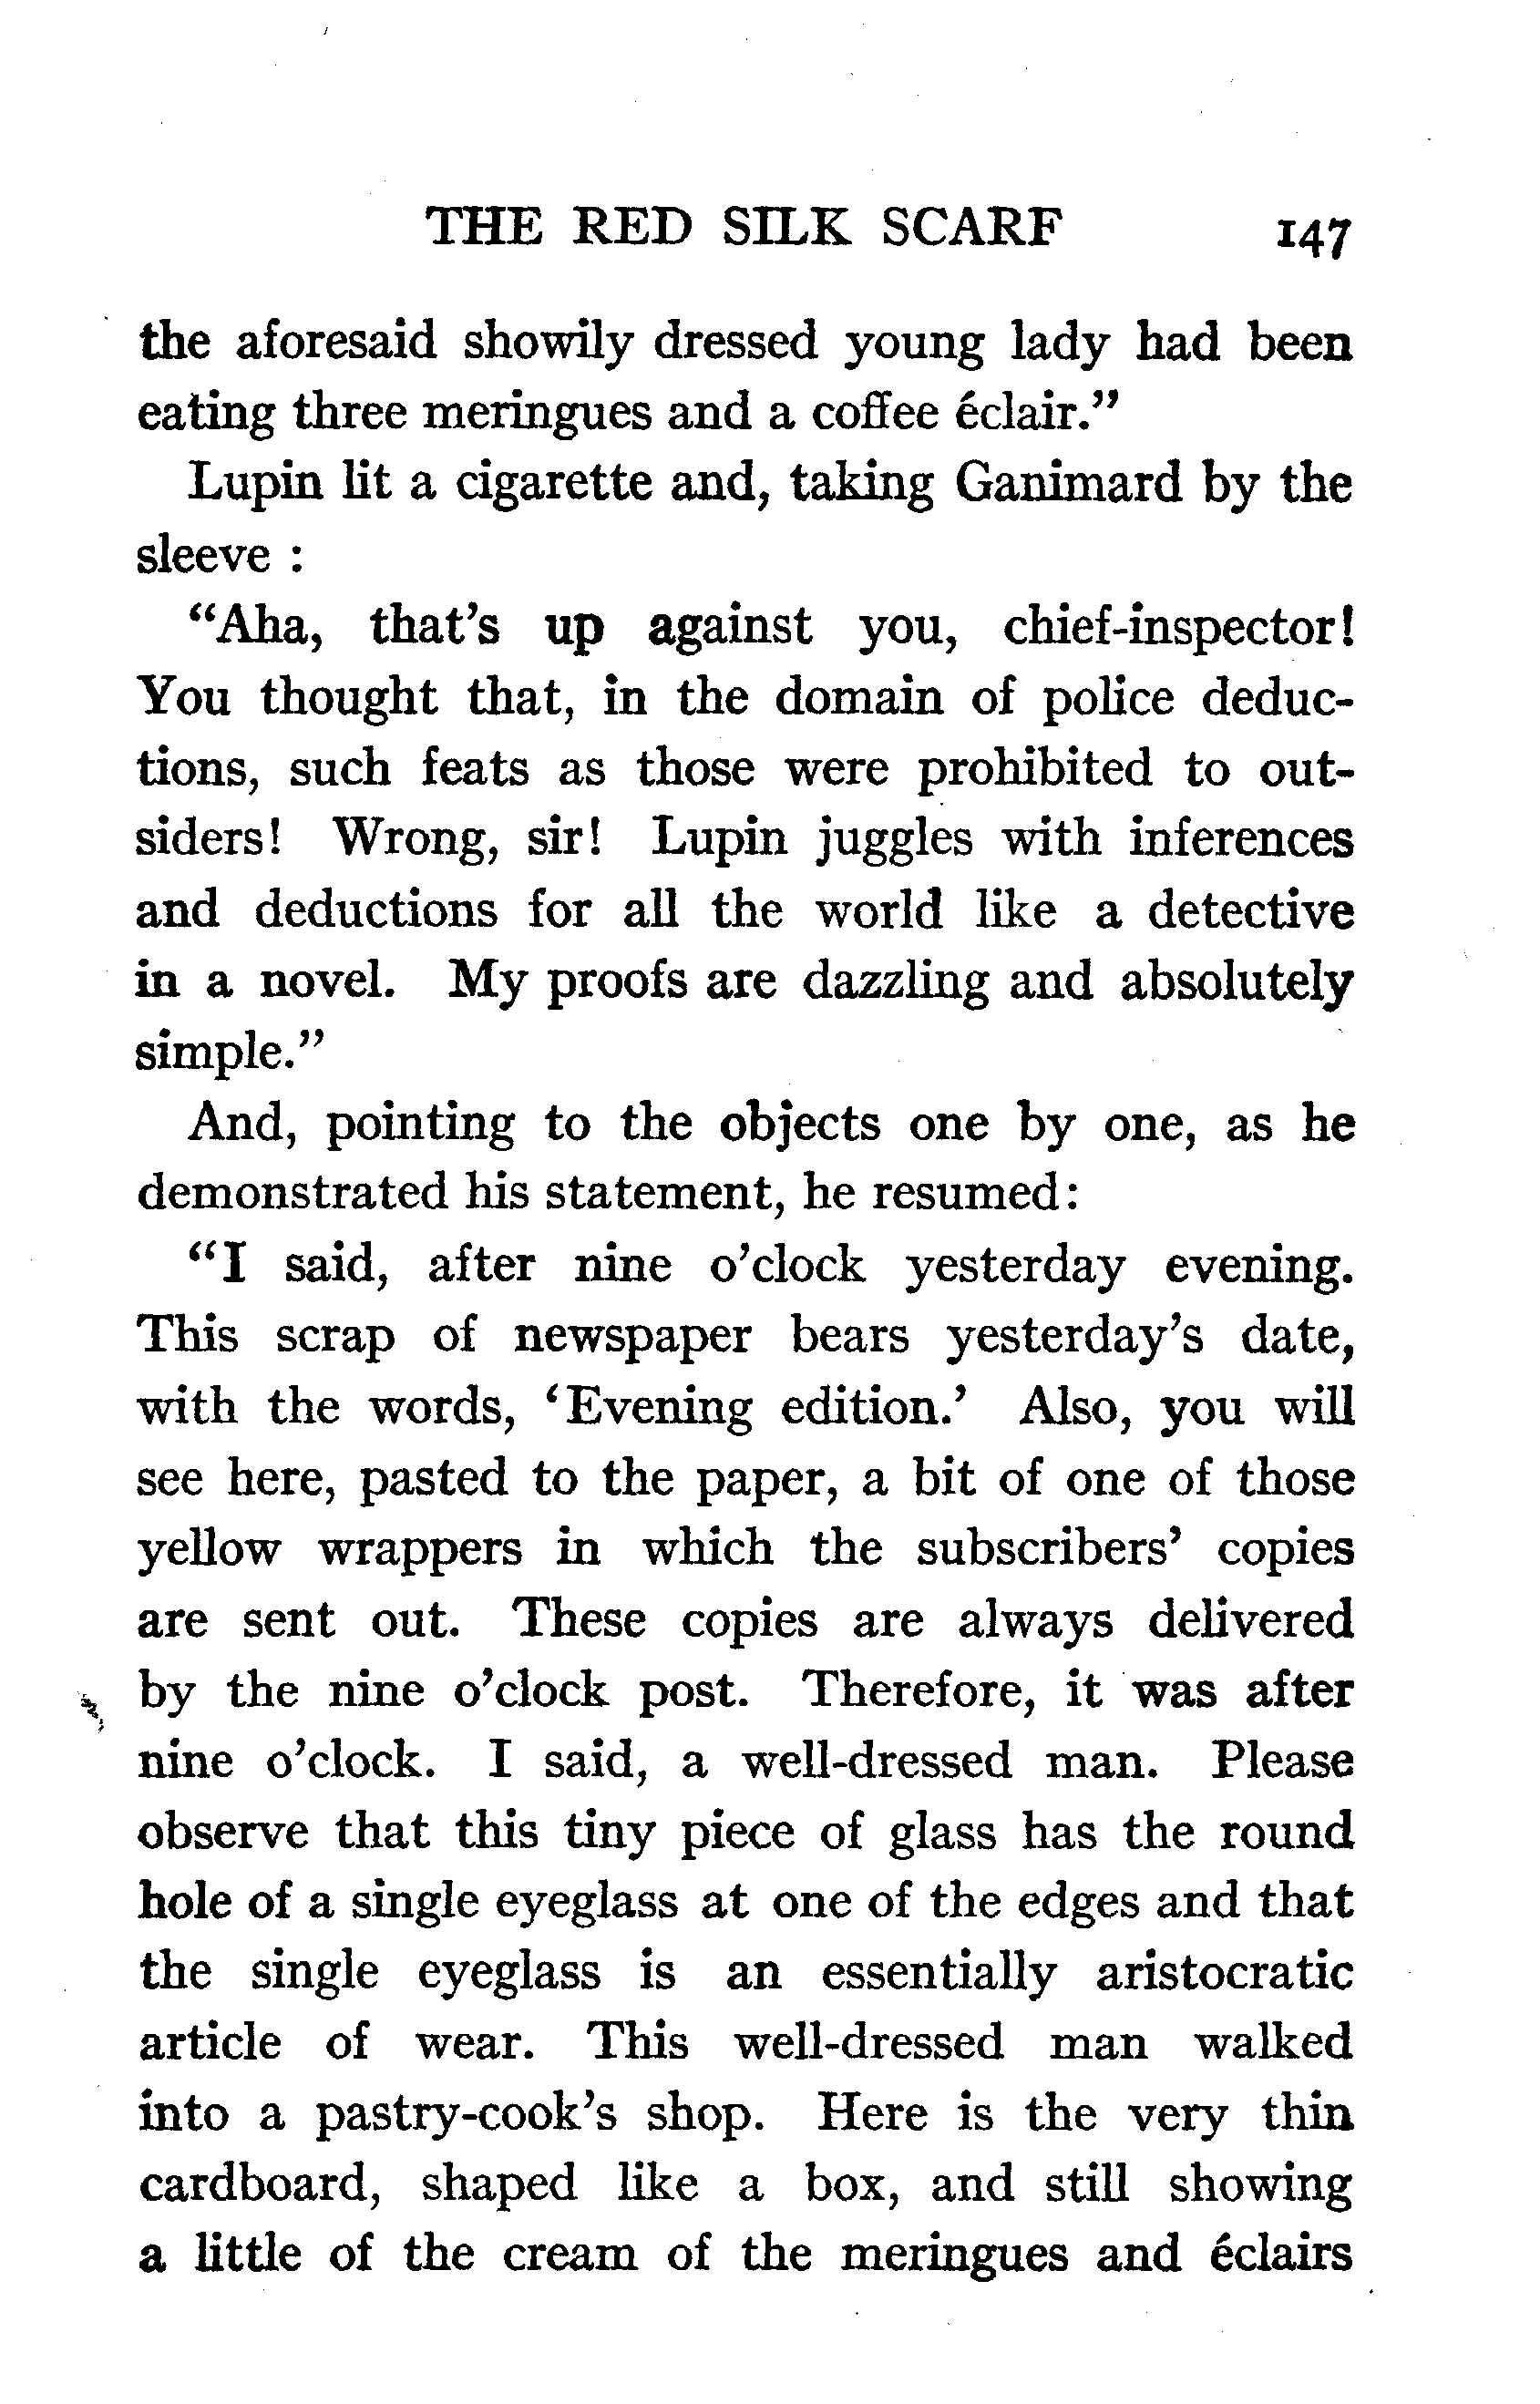 THE RED SILK SCARF 147
the aforesaid showily dressed young lady had been
eating three meringues and a coffee éclair.”
Lupin lit a cigarette and, taking Ganimard by the
sleeve :
“Aha, that’s up against you, chief-inspector!
You thought that, in the domain of police deduc-
tions, such feats as those were prohibited to out-
siders! Wrong, sir! Lupin juggles with inferences
and deductions for all the world like a detective
in a novel. My proofs are dazzling and absolutely
simple.”
And, pointing to the objects one by one, as he
demonstrated his statement, he resumed:
“I said, after nine o’clock yesterday evening.
This scrap of newspaper bears yesterday’s date,
with the words, ‘Evening edition.’ Also, you will
see here, pasted to the paper, a bit of one of those
yellow wrappers in which the subscribers’ copies
are sent out. These copies are always delivered
by the nine o’clock post. Therefore, it was after
nine o’clock. I said, a well-dressed man. Please
observe that this tiny piece of glass has the round
hole of a single eyeglass at one of the edges and that
the single eyeglass is an essentially aristocratic
article of wear. This well-dressed man walked
into a pastry-cook’s shop. Here is the very thin
cardboard, shaped like a box, and still showing
a little of the cream of the meringues and éclairs